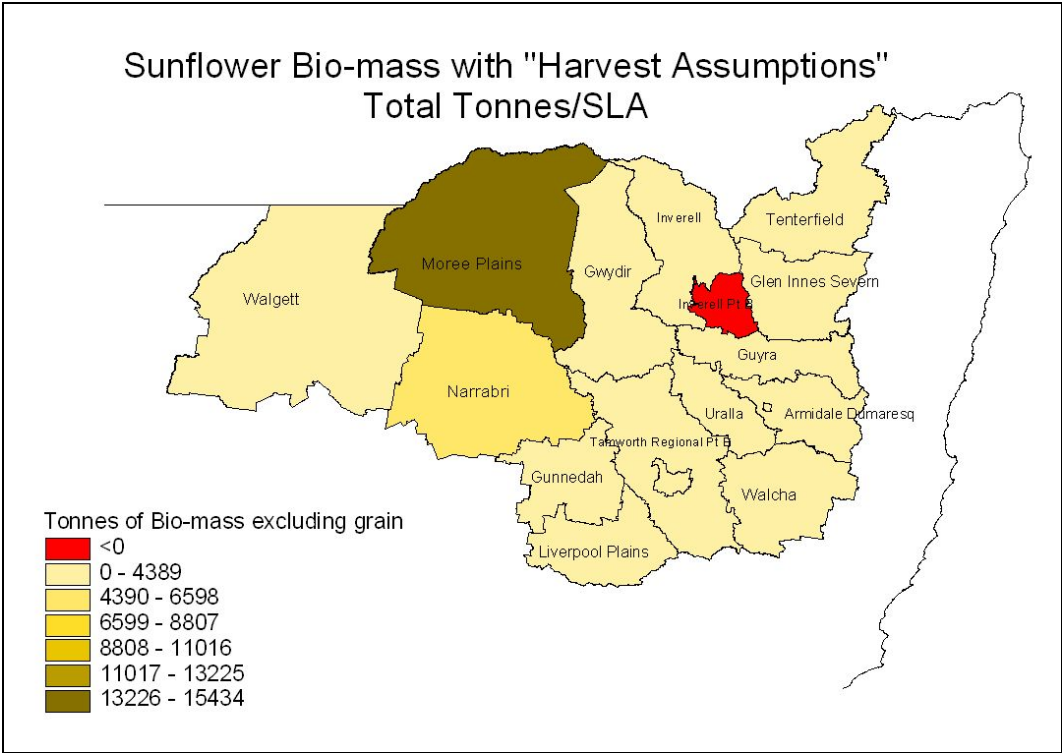 Sunflower Bio-mass with "Harvest Assumptions"
Total Tonnes/SLA
Inverell
Tenterfield
Moree Plains
Gwydir
Glen Innes Severn
Walgett
Inverell Pt B
Guyra
Narrabri
Uralla
Armidale Dumaresq
Tamworth Regional Pt B
Gunnedah
Walcha
Liverpool Plains
Tonnes of Bio-mass excluding grain
<0
0 - 4389
4390 - 6598
6599 - 8807
8808 - 11016
11017 - 13225
13226 - 15434